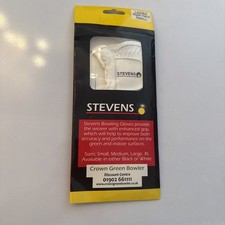 STEVENS
STEVENS
Stevens Bowling Gloves provide
the wearer with enhanced grip,
which will help to improve both
accuracy and performance on the
green and indoor surfaces.
Sizes: Small, Medium, Large, XL
Available in either Black or White
Crown Green Bowler
Discount Centre
01902 661111